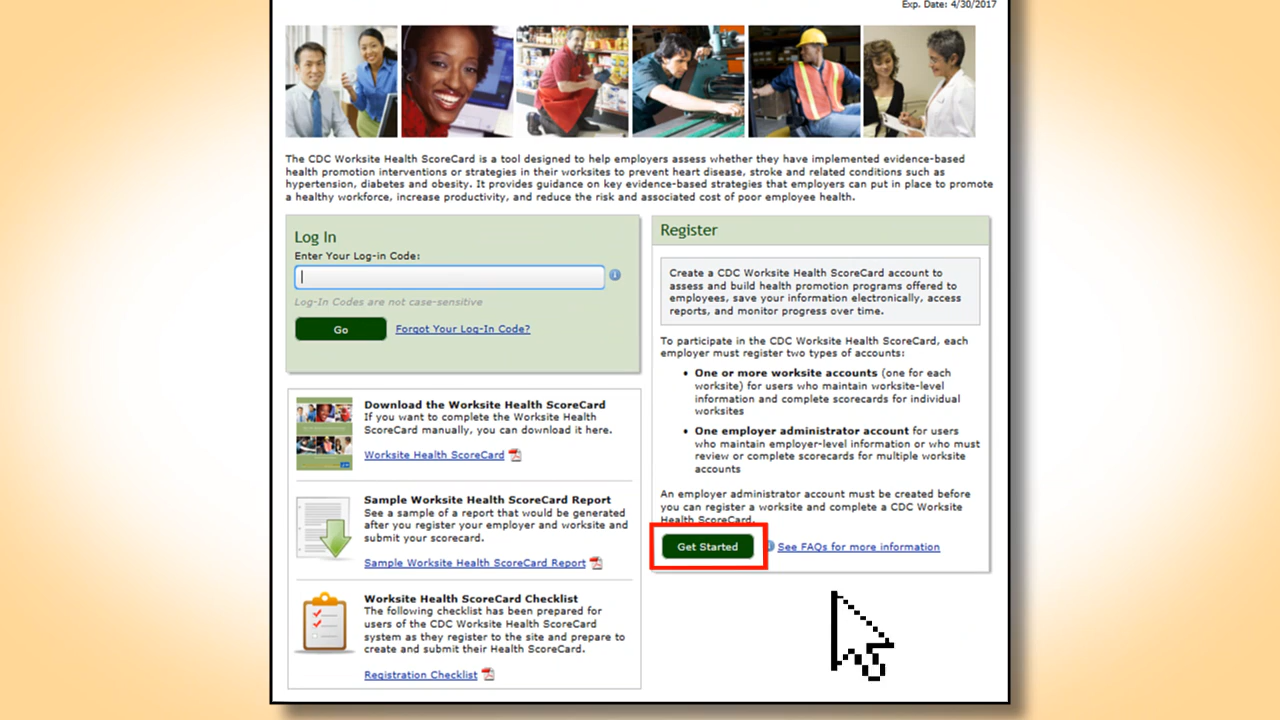 Exp. Date: 4/30/2017
The CDC Worksite Health ScoreCard is a tool designed to help employers assess whether they have implemented evidence-based
health promotion interventions or strategies in their worksites to prevent heart disease, stroke and related conditions such as
hypertension, diabetes and obesity. It provides guidance on key evidence-based strategies that employers can put in place to promote
a healthy workforce, increase productivity, and reduce the risk and associated cost of poor employee health.
Log In
Enter Your Log-in Code:
Log-In Codes are not case-sensitive
Go
Forgot Your Log-In Code?
Download the Worksite Health ScoreCard
If you want to complete the Worksite Health
ScoreCard manually, you can download it here.
Worksite Health ScoreCard
Sample Worksite Health ScoreCard Report
See a sample of a report that would be generated
after you register your employer and worksite and
submit your scorecard.
Sample Worksite Health ScoreCard Report
Worksite Health ScoreCard Checklist
The following checklist has been prepared for
users of the CDC Worksite Health ScoreCard
system as they register to the site and prepare to
create and submit their Health ScoreCard.
Registration Checklist
Register
Create a CDC Worksite Health ScoreCard account to
assess and build health promotion programs offered to
employees, save your information electronically, access
reports, and monitor progress over time.
To participate in the CDC Worksite Health ScoreCard, each
employer must register two types of accounts:
• One or more worksite accounts (one for each
worksite) for users who maintain worksite-level
information and complete scorecards for individual
worksites
• One employer administrator account for users
who maintain employer-level information or who must
review or complete scorecards for multiple worksite
accounts
An employer administrator account must be created before
you can register a worksite and complete a CDC Worksite
Health ScoreCard.
Get Started
See FAQs for more information